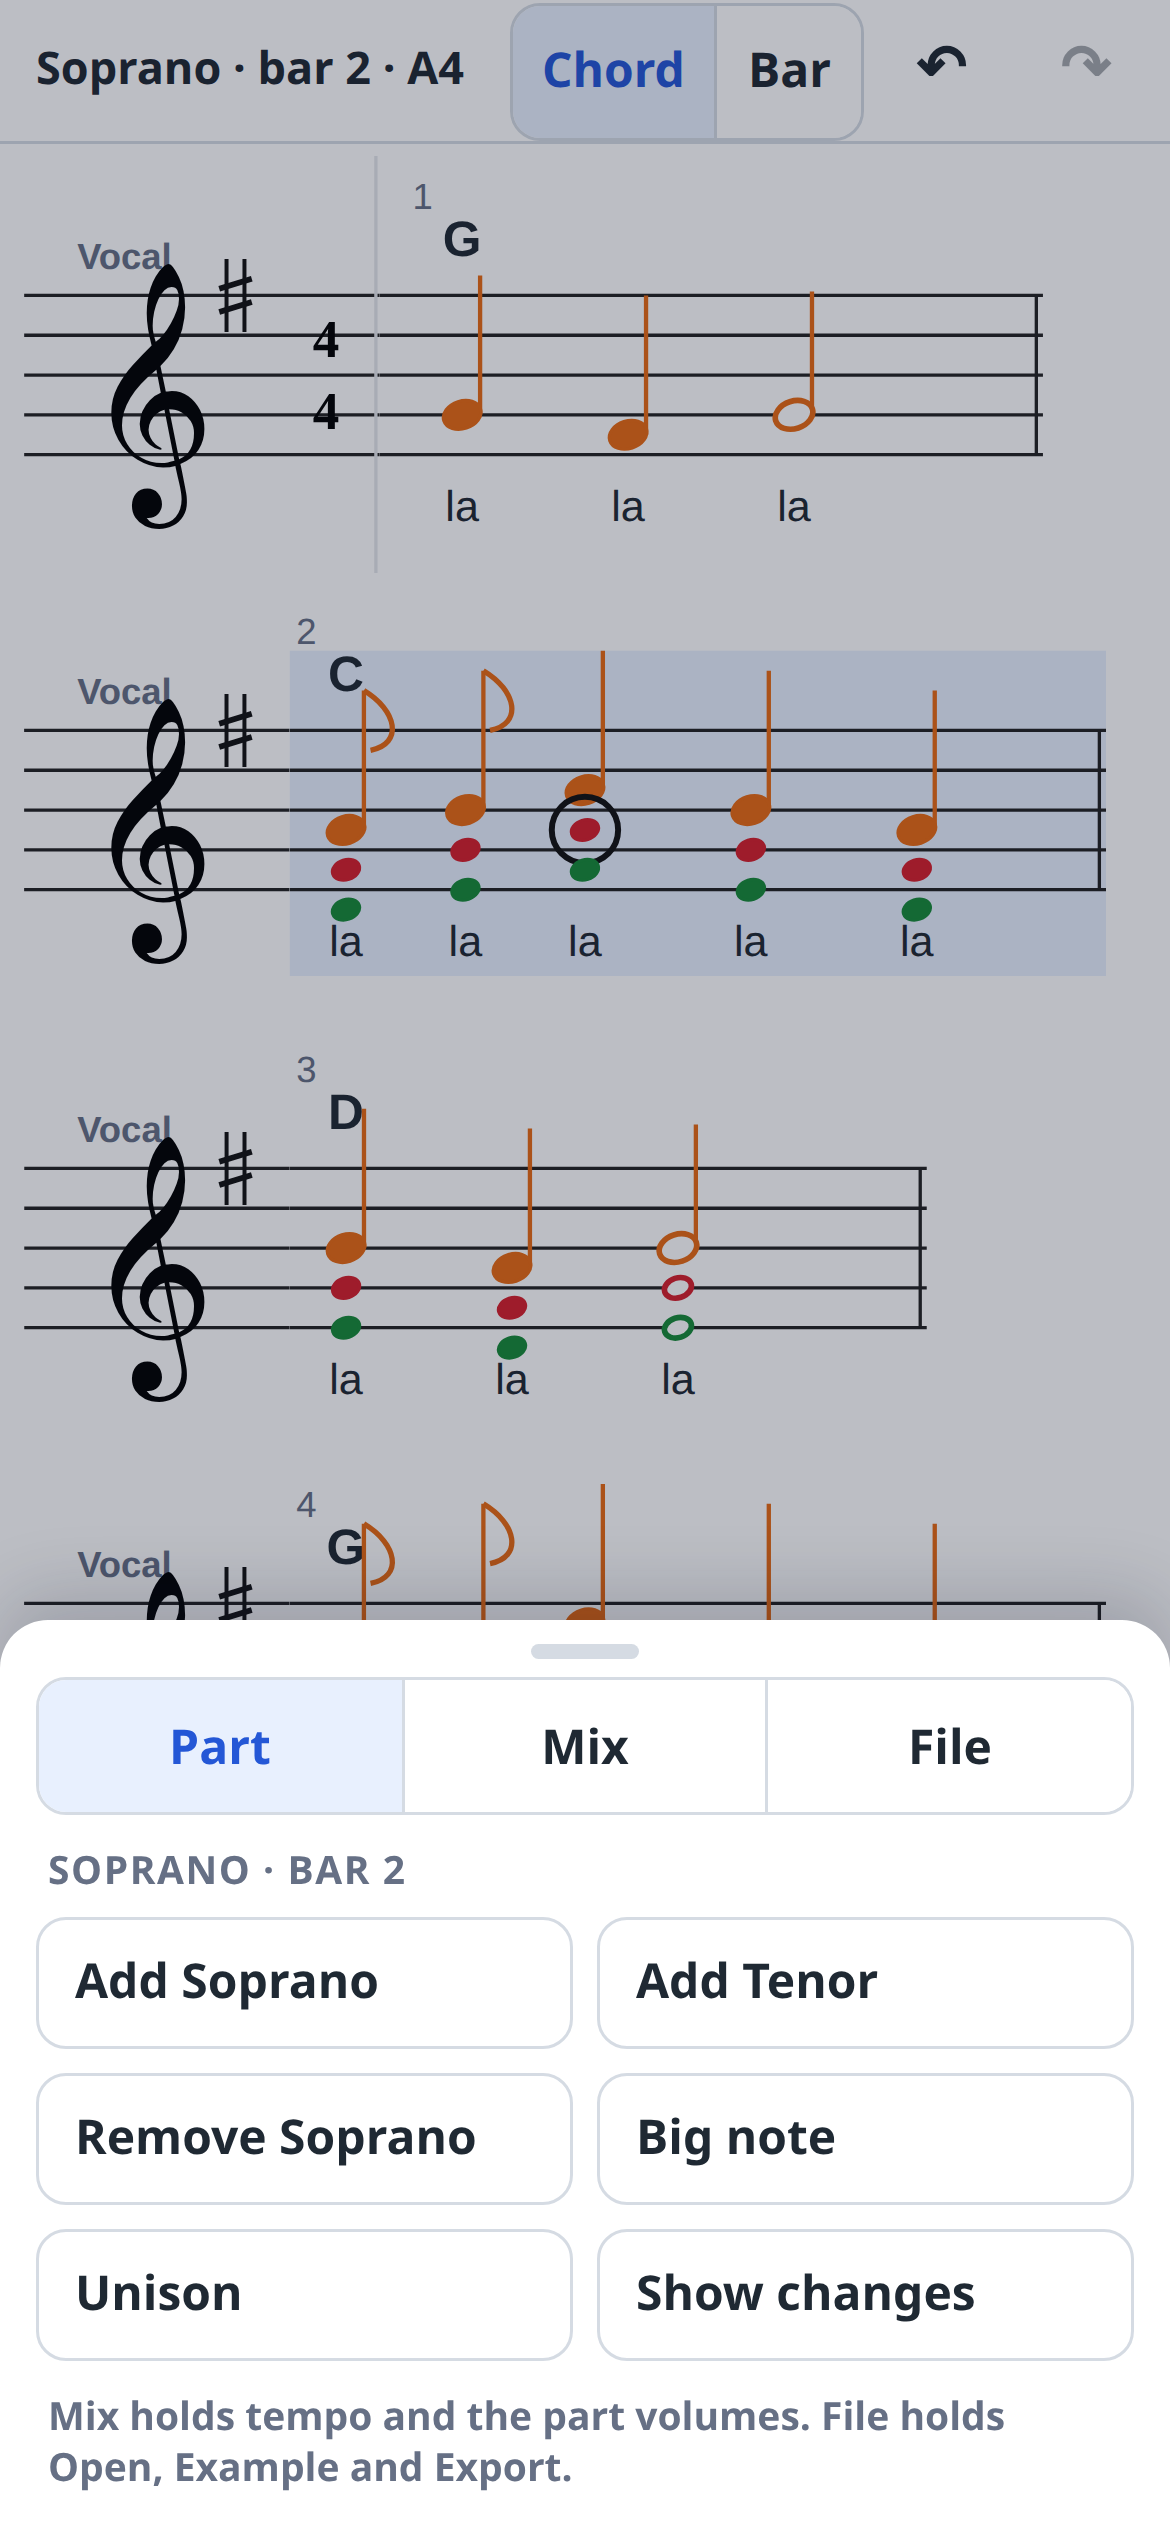 Soprano · bar 2 · A4 Chord Bar ↶ ↷
1
G
Vocal
4
4
la la la
2
C
Vocal
la la la la la
3
D
Vocal
la la la
4
G
Vocal
Part Mix File
SOPRANO · BAR 2
Add Soprano Add Tenor
Remove Soprano Big note
Unison Show changes
Mix holds tempo and the part volumes. File holds
Open, Example and Export.